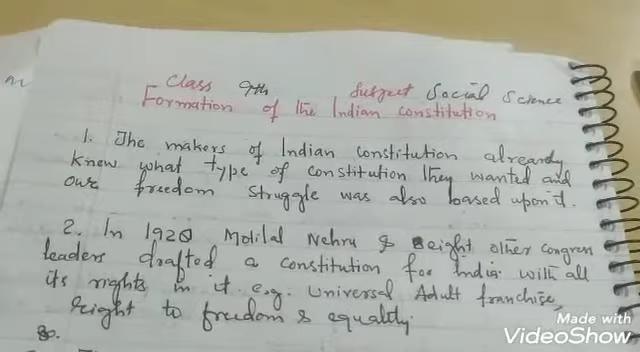 Class 9th Subject Social Science
Formation of the Indian constitution
1. The makers of Indian constitution already
knew what type of constitution they wanted and
our freedom struggle was also based upon it.
2. In 1928 Motilal Nehru & eight other congress
leaders drafted a constitution for India with all
its rights in it e.g. Universal Adult franchise,
Right to freedom & equality.
Made with
VideoShow